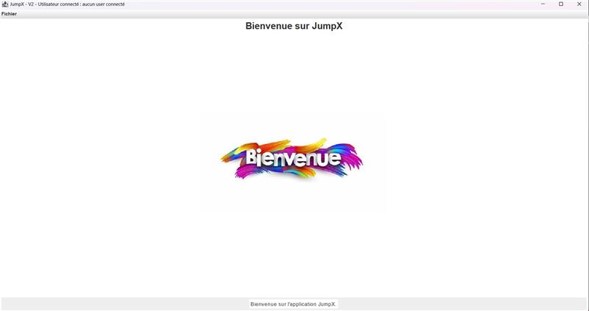 JumpX - V2 - Utilisateur connecté : aucun user connecté
Fichier
Bienvenue sur JumpX
Bienvenue
Bienvenue sur l'application JumpX